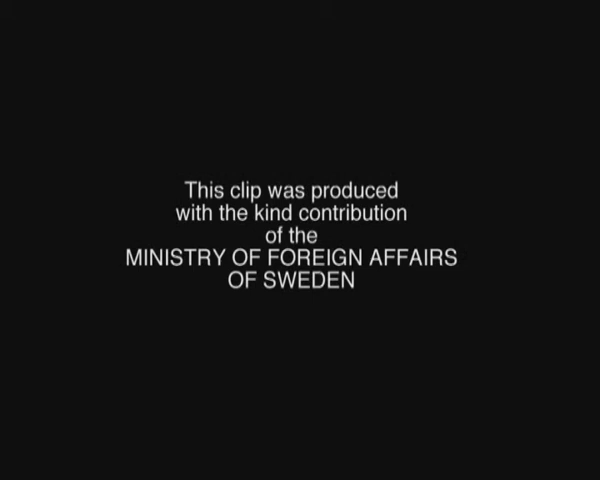 This clip was produced
with the kind contribution
of the
MINISTRY OF FOREIGN AFFAIRS
OF SWEDEN